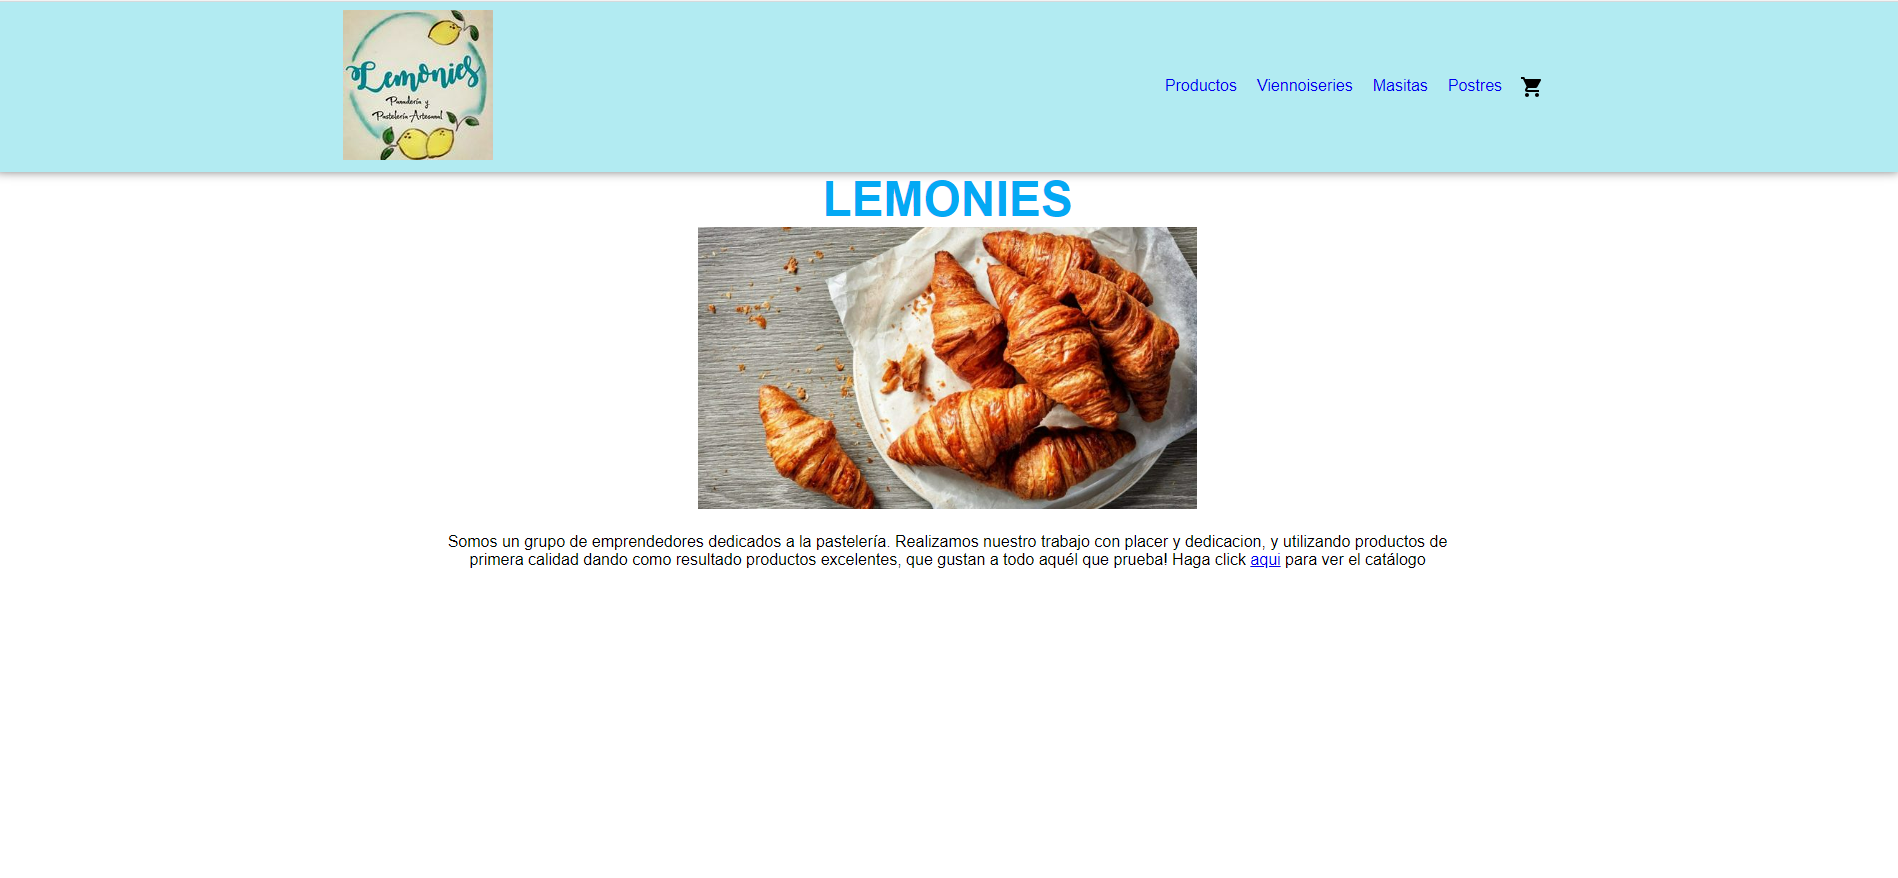 Lemonies
Panadería y
Pastelería Artesanal
Productos Viennoiseries Masitas Postres
LEMONIES
Somos un grupo de emprendedores dedicados a la pastelería. Realizamos nuestro trabajo con placer y dedicacion, y utilizando productos de
primera calidad dando como resultado productos excelentes, que gustan a todo aquél que prueba! Haga click aqui para ver el catálogo